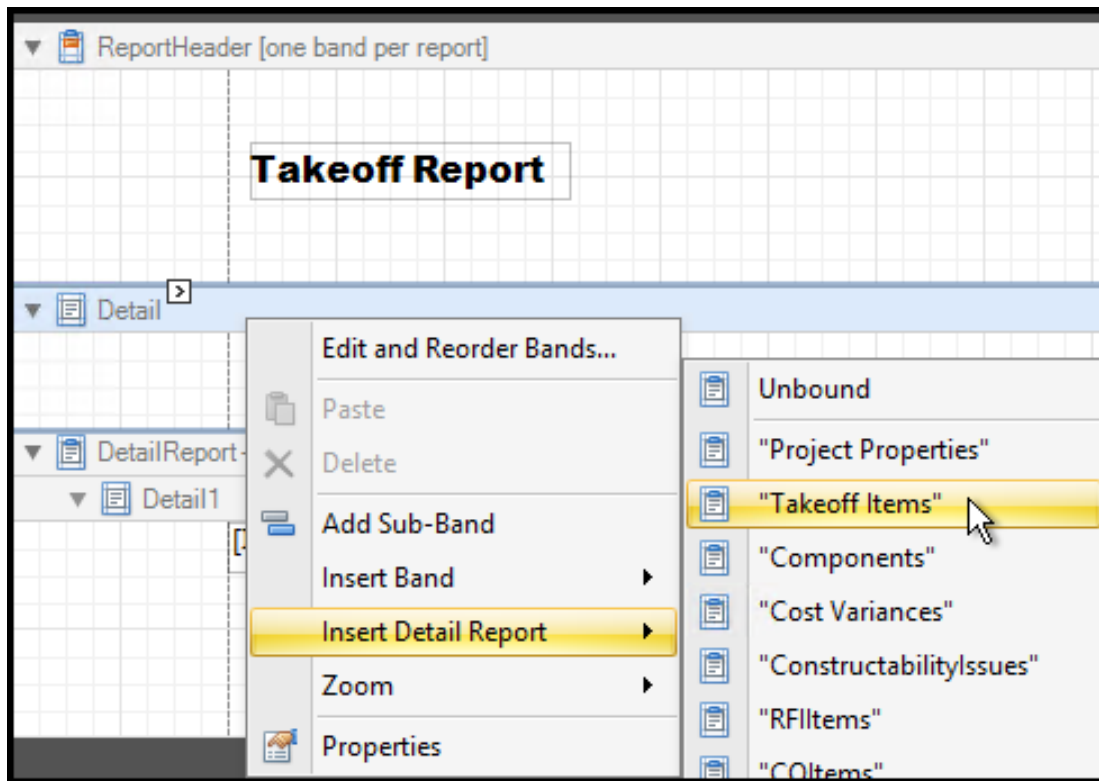 ReportHeader [one band per report]
Takeoff Report
Detail
DetailReport -
Detail1
Edit and Reorder Bands...
Paste
Delete
Add Sub-Band
Insert Band
Insert Detail Report
Zoom
Properties
Unbound
"Project Properties"
"Takeoff Items"
"Components"
"Cost Variances"
"ConstructabilityIssues"
"RFIItems"
"COItems"